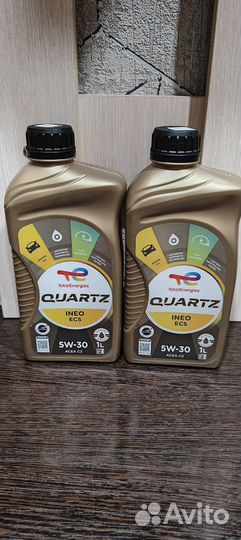 TotalEnergies
QUARTZ
INEO
ECS
5W-30
1L
ACEA C2
TotalEnergies
QUARTZ
INEO
ECS
5W-30
1L
ACEA C2
Avito